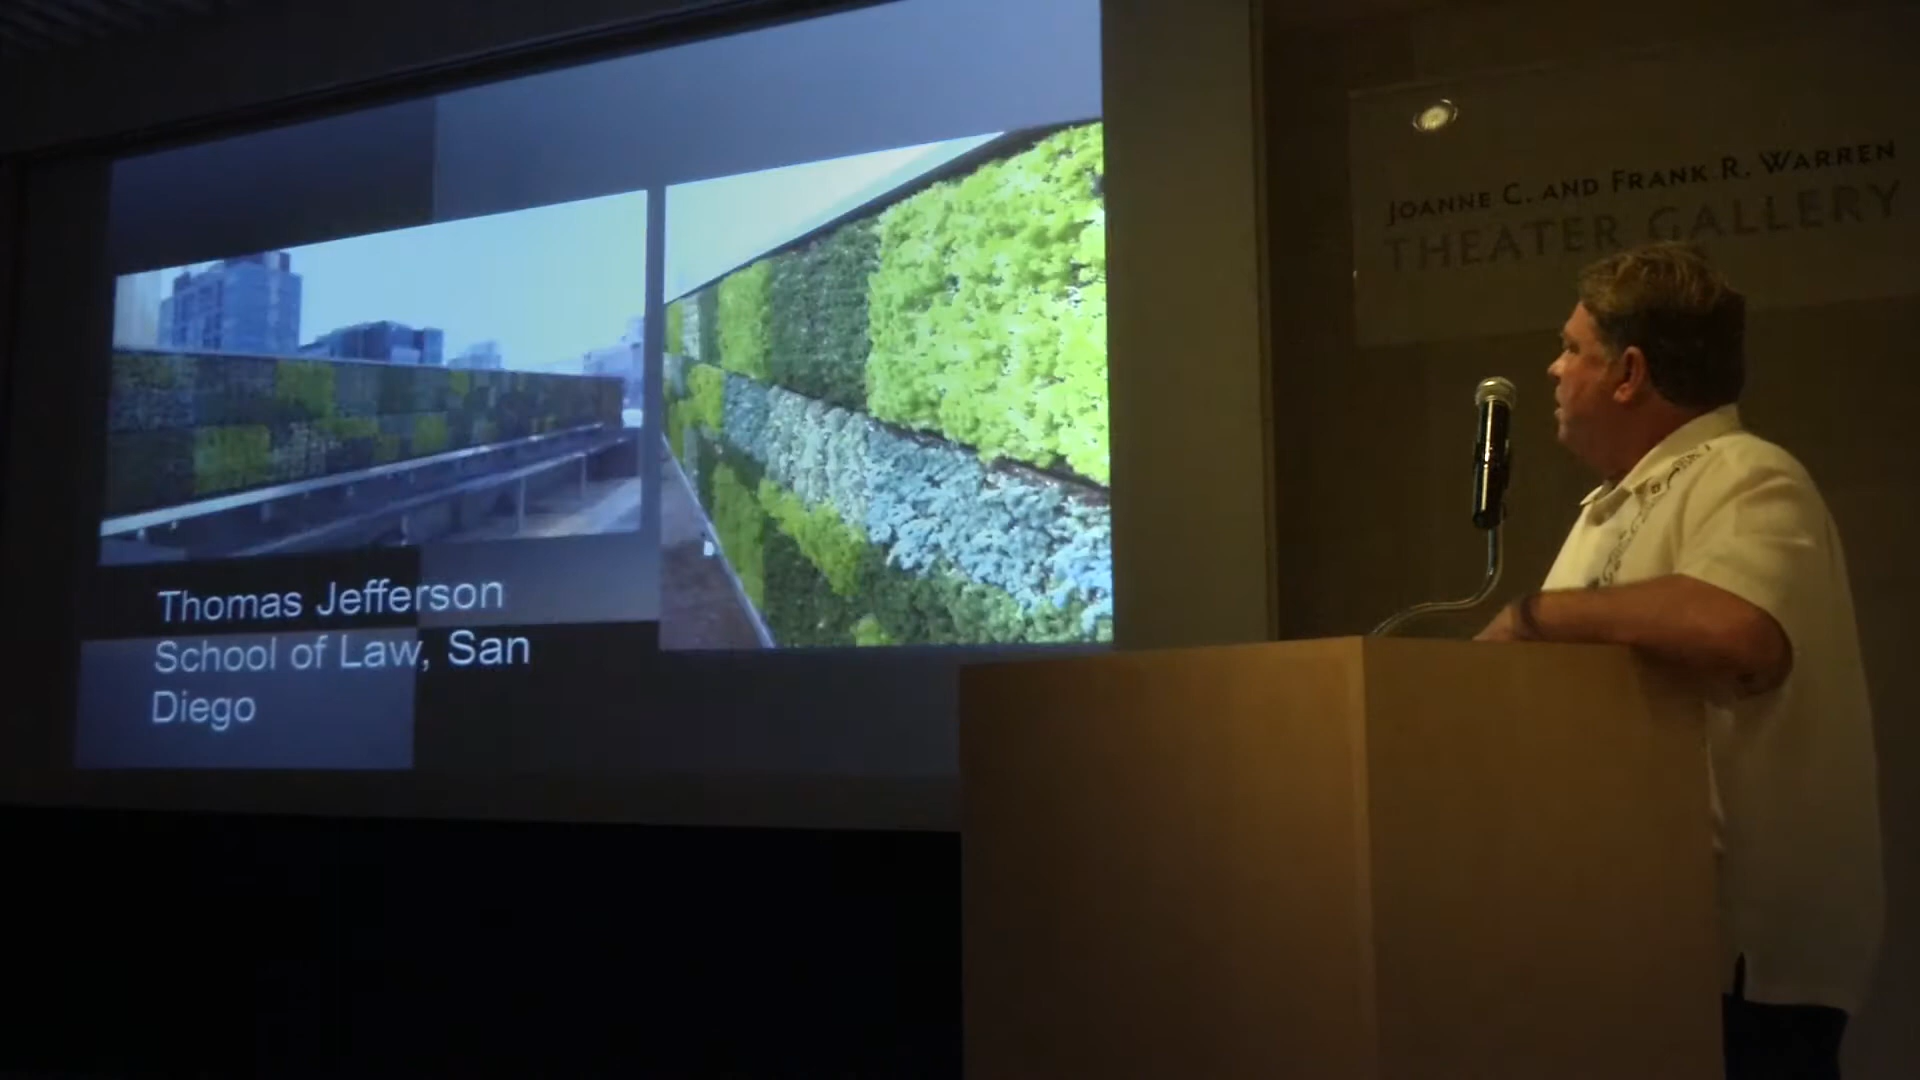 Thomas Jefferson
School of Law, San
Diego
JOANNE C. AND FRANK R. WARREN
THEATER GALLERY